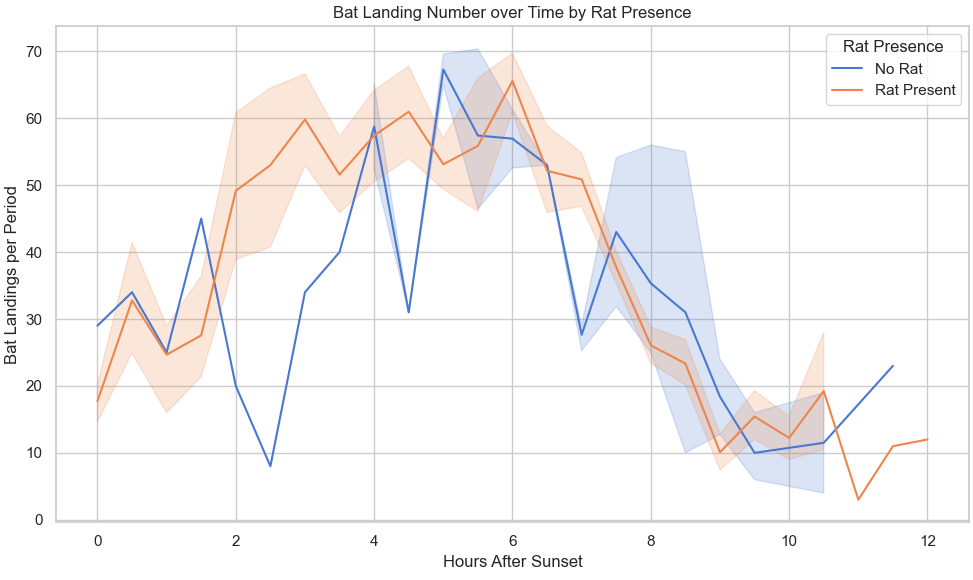 Bat Landing Number over Time by Rat Presence
Rat Presence
No Rat
Rat Present
Bat Landings per Period
70
60
50
40
30
20
10
0
0 2 4 6 8 10 12
Hours After Sunset